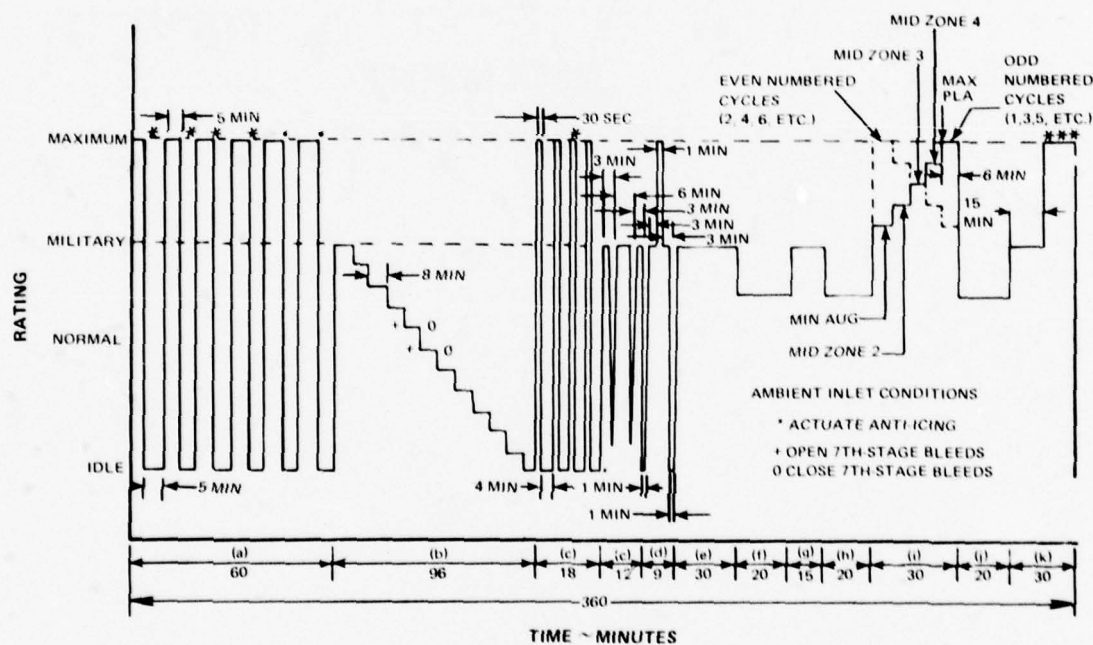 MID ZONE 4
MID ZONE 3
EVEN NUMBERED
CYCLES
(2, 4, 6, ETC.)
MAX
PLA
ODD
NUMBERED
CYCLES
(1,3,5, ETC.)
5 MIN
30 SEC
* * * * * *
*
***
MAXIMUM
3 MIN
1 MIN
6 MIN
3 MIN
3 MIN
3 MIN
6 MIN
15
MIN
MILITARY
8 MIN
RATING
NORMAL
+ 0
+ 0
MIN AUG
MID ZONE 2
AMBIENT INLET CONDITIONS
* ACTUATE ANTI-ICING
+ OPEN 7TH-STAGE BLEEDS
0 CLOSE 7TH-STAGE BLEEDS
IDLE
5 MIN
4 MIN
1 MIN
1 MIN
(a) (b) (c) (c) (d) (e) (f) (g) (h) (i) (j) (k)
60 96 18 12 9 30 20 15 20 30 20 30
360
TIME ~ MINUTES